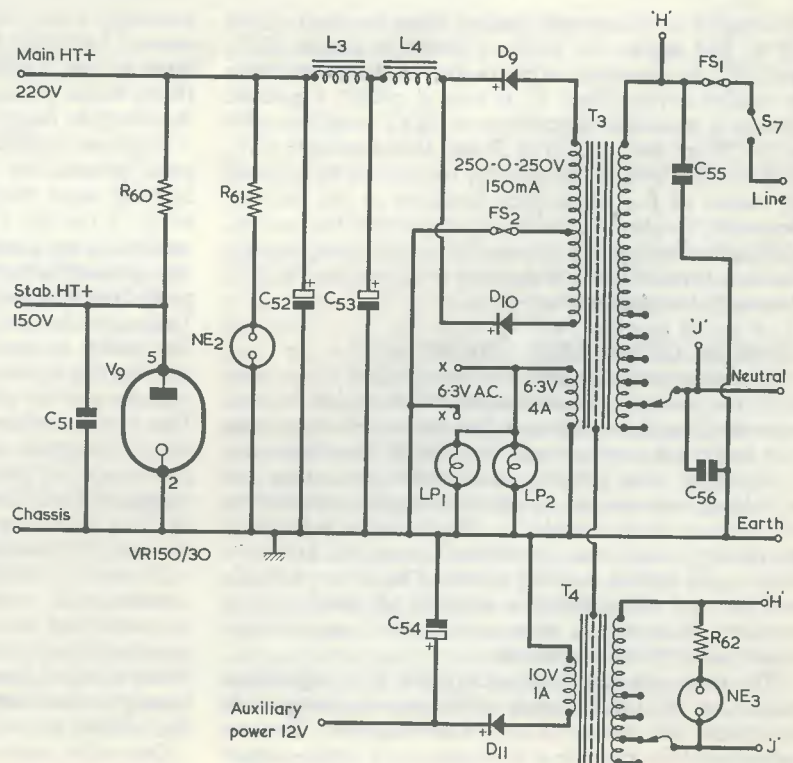 'H'
L3
L4
D9
FS1
Main HT+
220V
T3
S7
250-0-250V
150mA
C55
R60
R61
FS2
Line
Stab. HT+
150V
C52
+
C53
+
D10
+
+
'J'
V9
5
NE2
x
6·3V A.C.
x
6·3V
4A
Neutral
C51
2
LP1
LP2
C56
Chassis
Earth
VR150/30
T4
'H'
C54
+
R62
10V
1A
NE3
Auxiliary
power 12V
+
D11
'J'